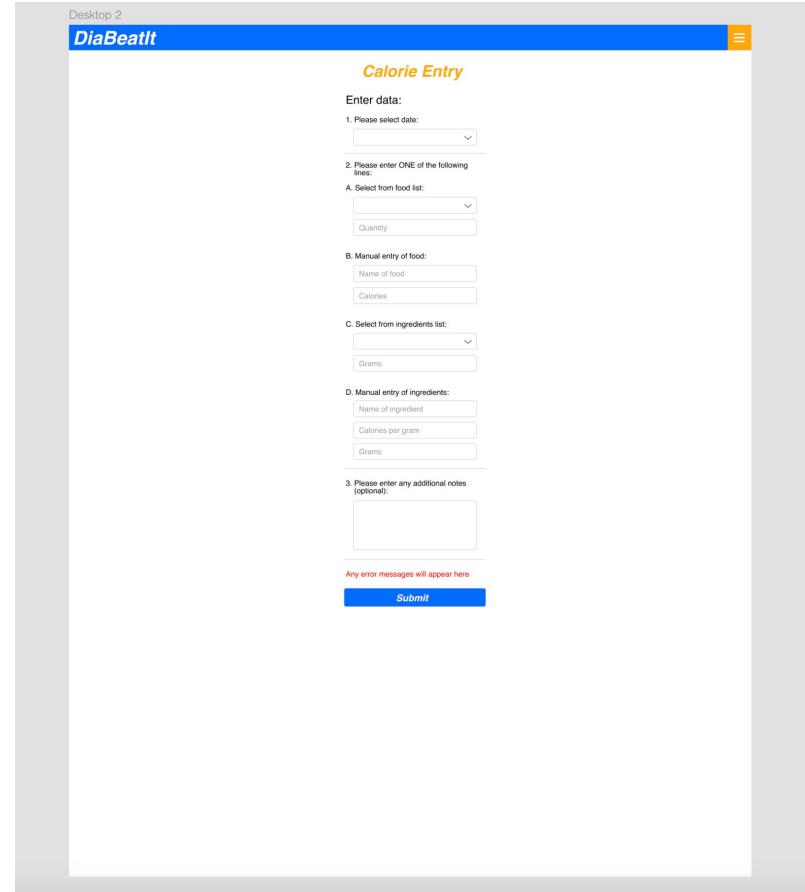 Desktop 2
DiaBeatIt
Calorie Entry
Enter data:
1. Please select date:
2. Please enter ONE of the following
lines:
A. Select from food list:
Quantity
B. Manual entry of food:
Name of food
Calories
C. Select from ingredients list:
Grams
D. Manual entry of ingredients:
Name of ingredient
Calories per gram
Grams
3. Please enter any additional notes
(optional):
Any error messages will appear here
Submit